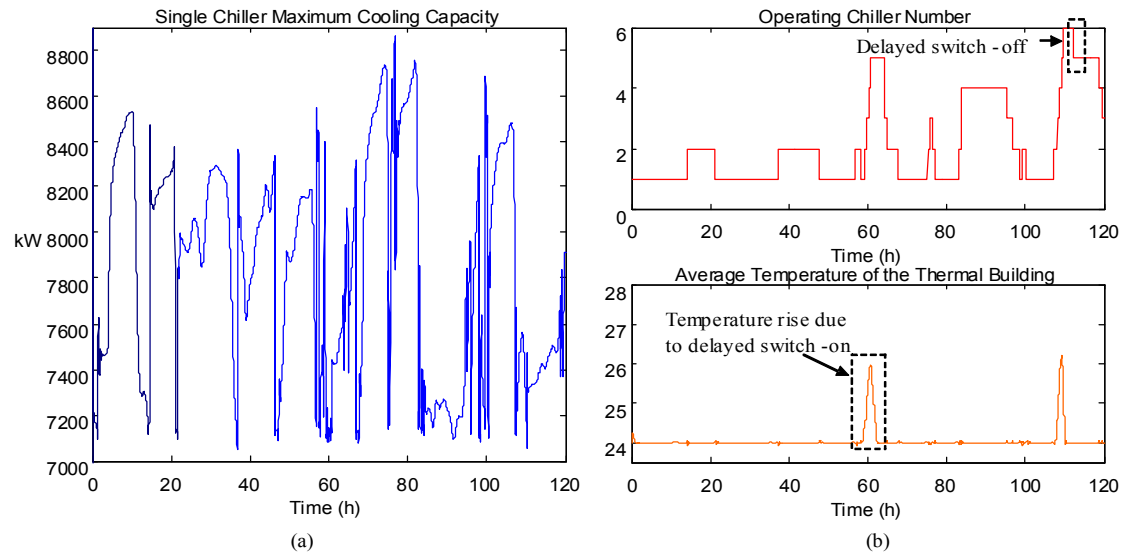 Single Chiller Maximum Cooling Capacity
8800
8600
8400
8200
kW 8000
7800
7600
7400
7200
7000
0 20 40 60 80 100 120
Time (h)
(a)
Operating Chiller Number
Delayed switch - off
6
4
2
0
0 20 40 60 80 100 120
Time (h)
Average Temperature of the Thermal Building
28
27
26
25
24
Temperature rise due
to delayed switch -on
0 20 40 60 80 100 120
Time (h)
(b)